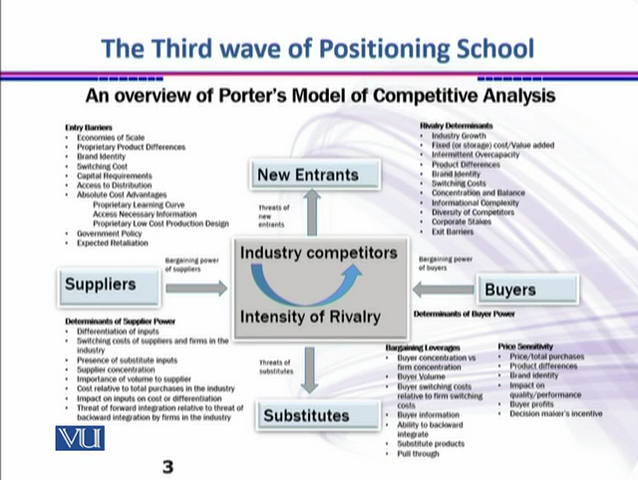 The Third wave of Positioning School
An overview of Porter's Model of Competitive Analysis
Entry Barriers
• Economies of Scale
• Proprietary Product Differences
• Brand Identity
• Switching Cost
• Capital Requirements
• Access to Distribution
• Absolute Cost Advantages
Proprietary Learning Curve
Access Necessary Information
Proprietary Low Cost Production Design
• Government Policy
• Expected Retaliation
Rivalry Determinants
• Industry Growth
• Fixed (or storage) cost/Value added
• Intermittent Overcapacity
• Product Differences
• Brand Identity
• Switching Costs
• Concentration and Balance
• Informational Complexity
• Diversity of Competitors
• Corporate Stakes
• Exit Barriers
New Entrants
Threats of
new
entrants
Industry competitors
Intensity of Rivalry
Bargaining power
of suppliers
Suppliers
Bargaining power
of buyers
Buyers
Determinants of Supplier Power
• Differentiation of inputs
• Switching costs of suppliers and firms in the
industry
• Presence of substitute inputs
• Supplier concentration
• Importance of volume to supplier
• Cost relative to total purchases in the industry
• Impact on inputs on cost or differentiation
• Threat of forward integration relative to threat of
backward integration by firms in the industry
Threats of
substitutes
Substitutes
Determinants of Buyer Power
Bargaining Leverages
• Buyer concentration vs
firm concentration
• Buyer Volume
• Buyer switching costs
relative to firm switching
costs
• Buyer information
• Ability to backward
integrate
• Substitute products
• Pull through
Price Sensitivity
• Price/total purchases
• Product differences
• Brand identity
• Impact on
quality/performance
• Buyer profits
• Decision maker's incentive
VU
3